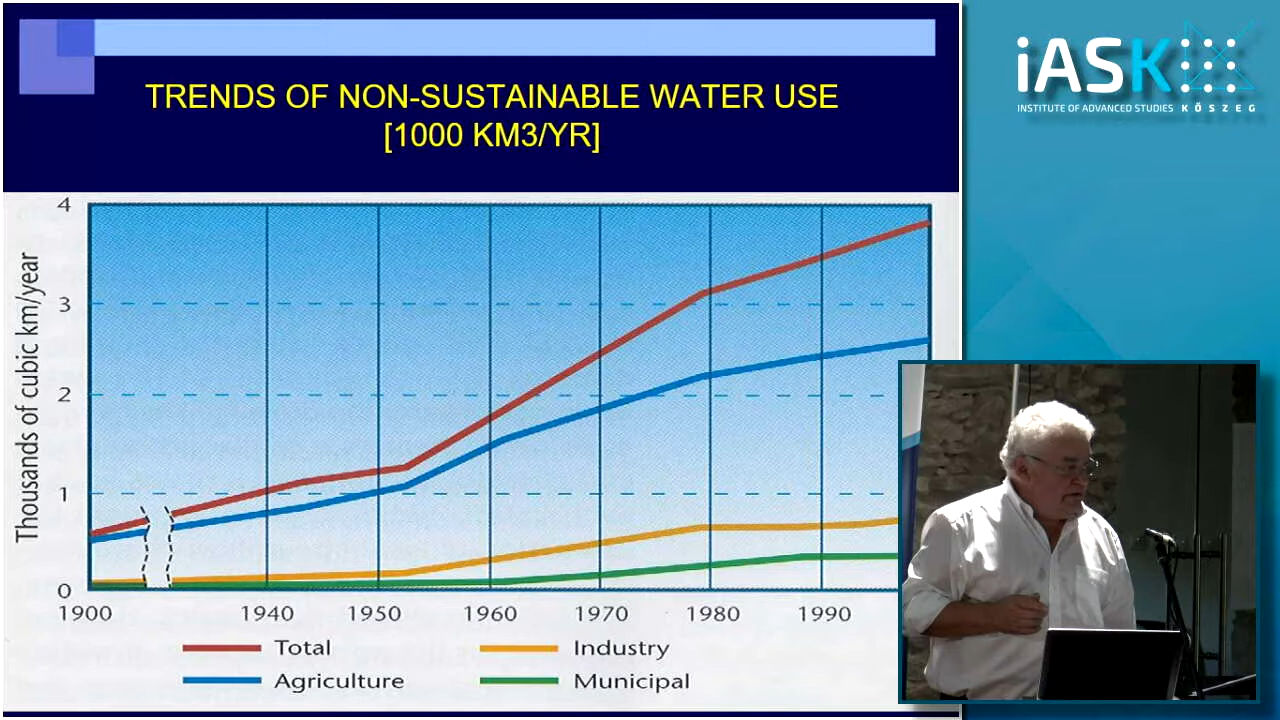 TRENDS OF NON-SUSTAINABLE WATER USE
[1000 KM3/YR]
iASK
INSTITUTE OF ADVANCED STUDIES KŐSZEG
Thousands of cubic km/year
4
3
2
1
0
1900 1940 1950 1960 1970 1980 1990
Total Industry
Agriculture Municipal